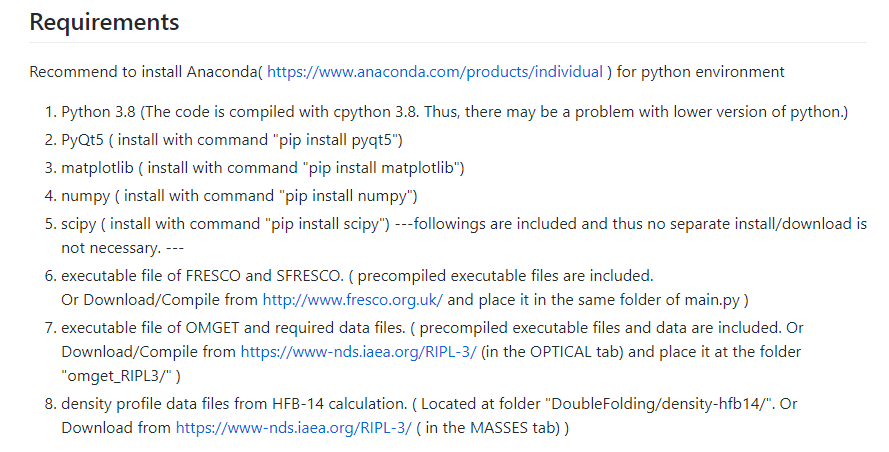 Requirements
Recommend to install Anaconda( https://www.anaconda.com/products/individual ) for python environment
1. Python 3.8 (The code is compiled with cpython 3.8. Thus, there may be a problem with lower version of python.)
2. PyQt5 ( install with command "pip install pyqt5")
3. matplotlib ( install with command "pip install matplotlib")
4. numpy ( install with command "pip install numpy")
5. scipy ( install with command "pip install scipy") ---followings are included and thus no separate install/download is
not necessary. ---
6. executable file of FRESCO and SFRESCO. ( precompiled executable files are included.
Or Download/Compile from http://www.fresco.org.uk/ and place it in the same folder of main.py )
7. executable file of OMGET and required data files. ( precompiled executable files and data are included. Or
Download/Compile from https://www-nds.iaea.org/RIPL-3/ (in the OPTICAL tab) and place it at the folder
"omget_RIPL3/" )
8. density profile data files from HFB-14 calculation. ( Located at folder "DoubleFolding/density-hfb14/". Or
Download from https://www-nds.iaea.org/RIPL-3/ ( in the MASSES tab) )